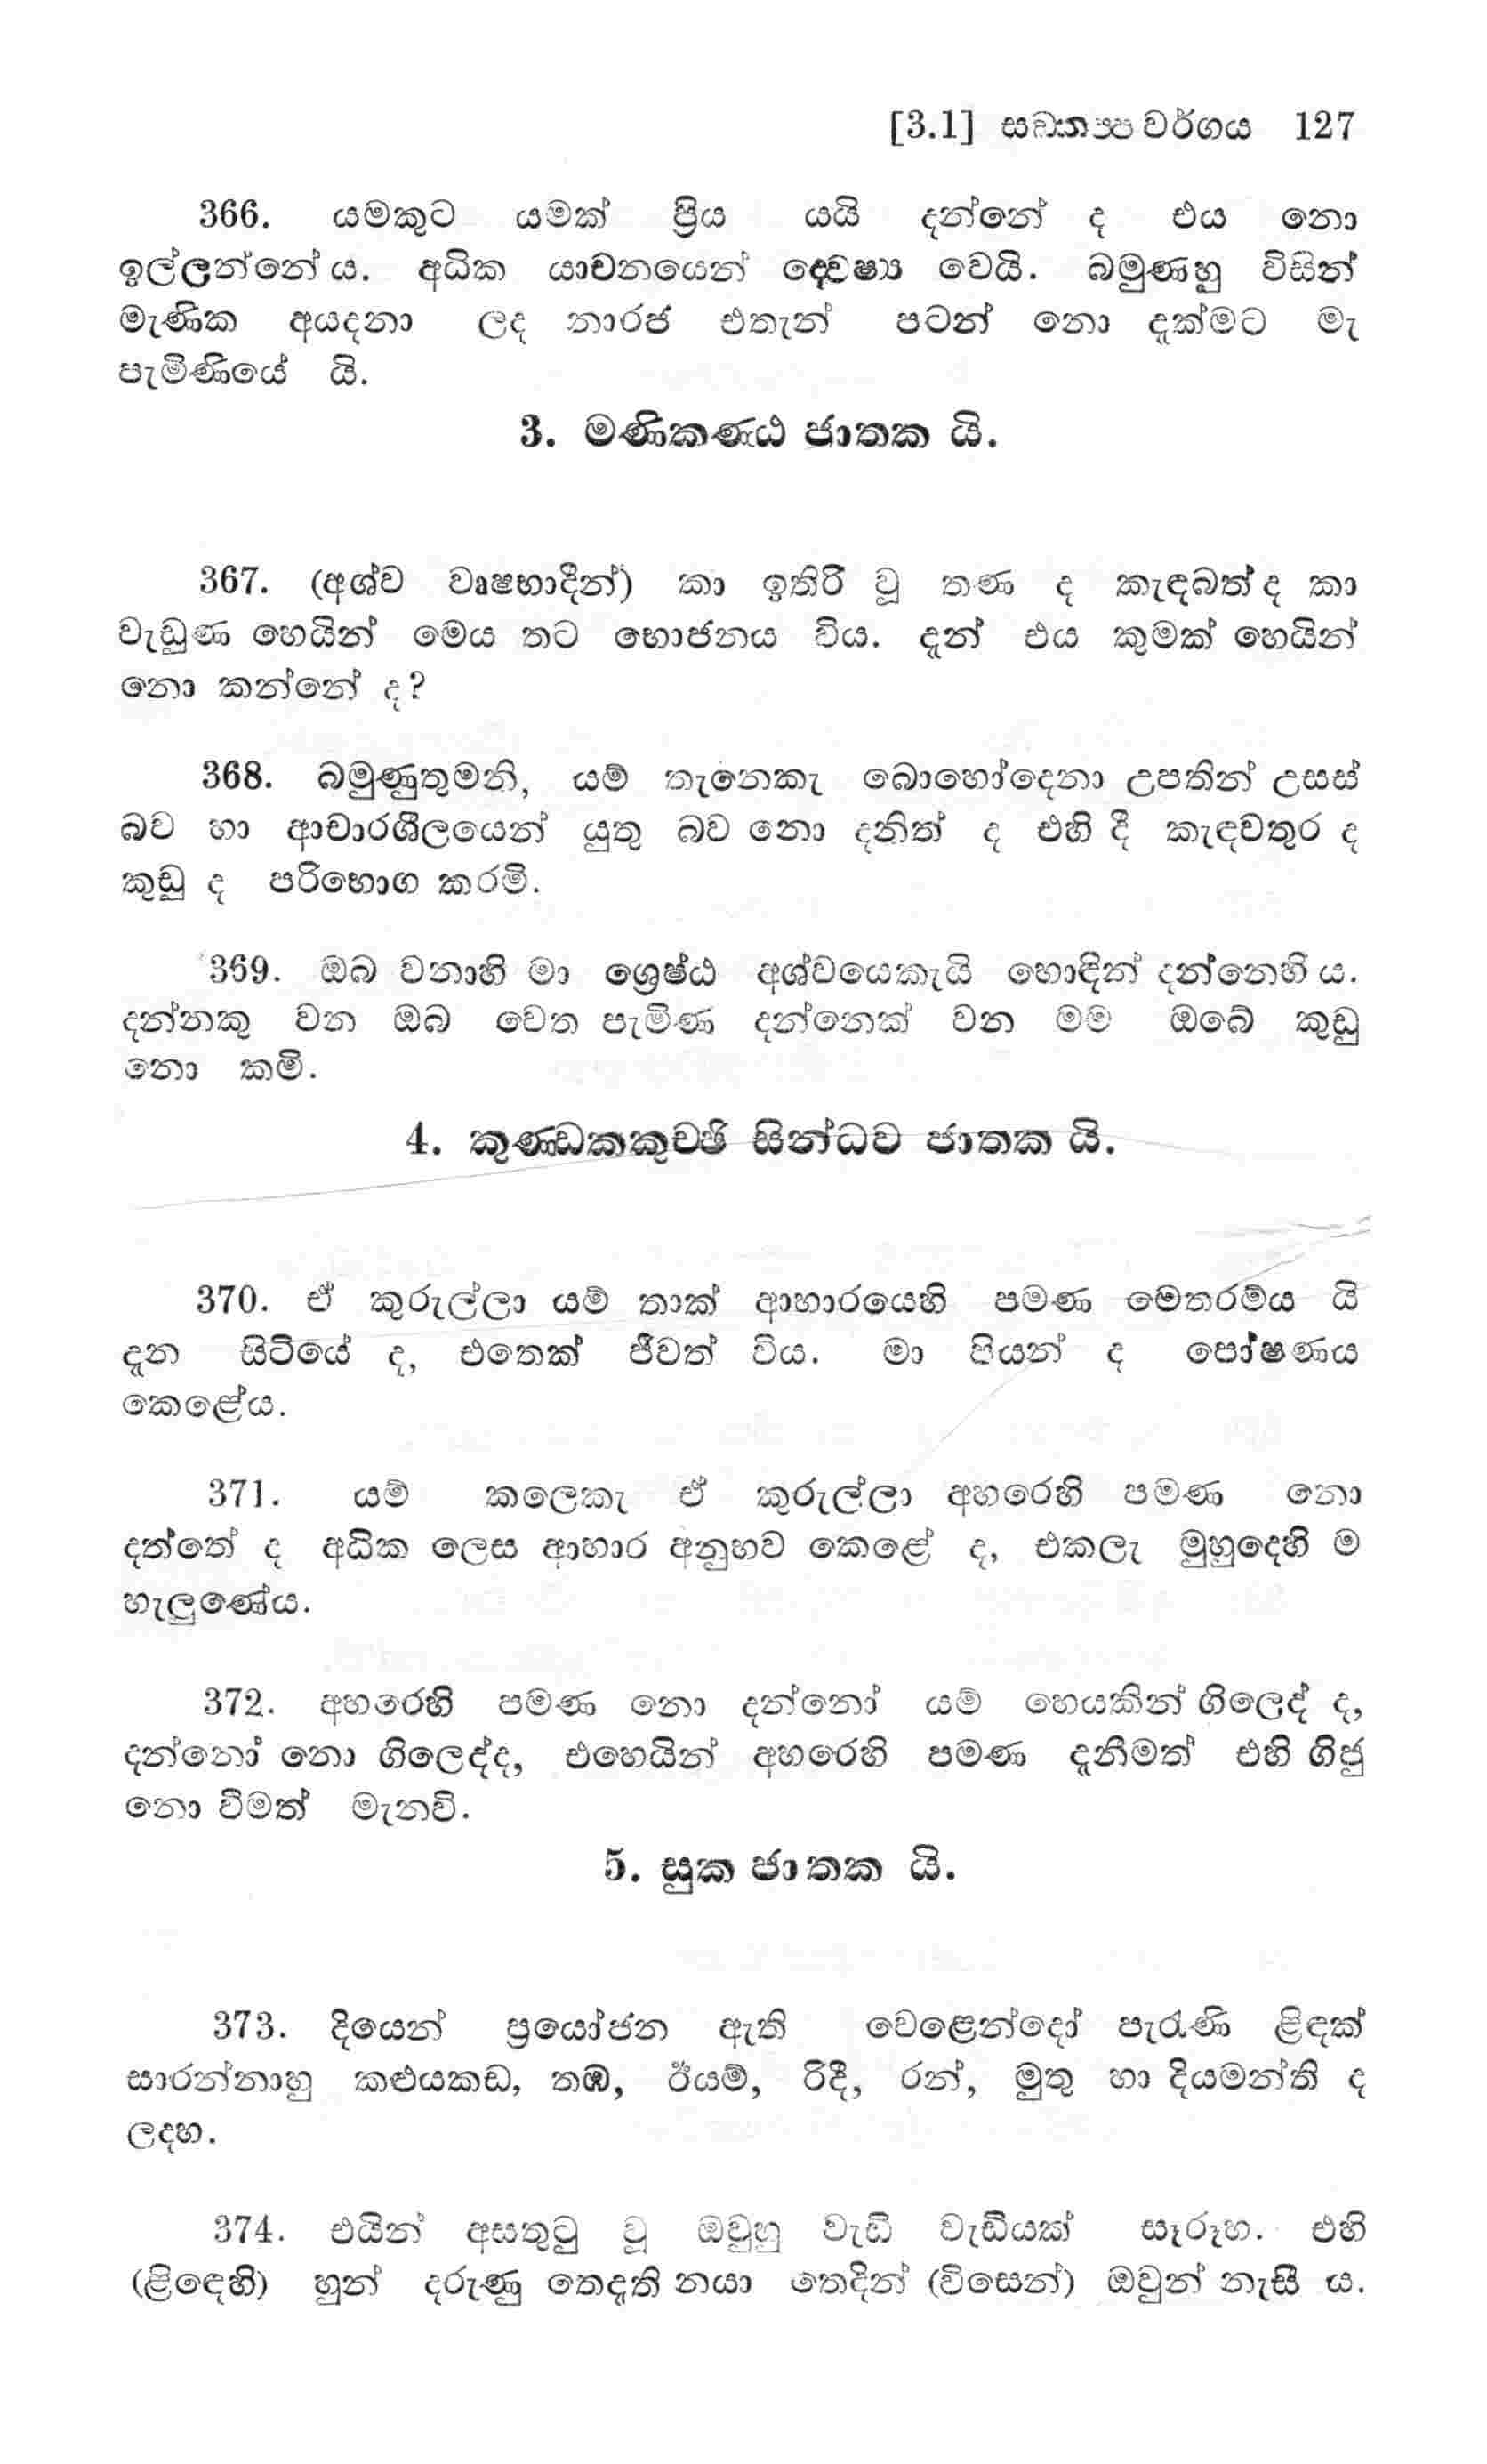 [3.1] සඞ්කප්ප වර්ගය 127
366. යමකුට යමක් ප්‍රිය යයි දන්නේ ද එය නො
ඉල්ලන්නේ ය. අධික යාචනයෙන් ද්‍වෙෂ්‍ය වෙයි. බමුණහු විසින්
මැණික අයදනා ලද නාරජ එතැන් පටන් නො දැක්මට මැ
පැමිණියේ යි.
3. මණිකණ්ඨ ජාතක යි.
367. (අශ්ව වෘෂභාදීන්) කා ඉතිරි වූ තණ ද කැඳබත් ද කා
වැඩුණ හෙයින් මෙය තට භොජනය විය. දැන් එය කුමක් හෙයින්
නො කන්නේ ද?
368. බමුණුතුමනි, යම් තැනෙකැ බොහෝදෙනා උපතින් උසස්
බව හා ආචාරශීලයෙන් යුතු බව නො දනිත් ද එහි දී කැඳවතුර ද
කුඩු ද පරිභොග කරමි.
369. ඔබ වනාහි මා ශ්‍රෙෂ්ඨ අශ්වයෙකැයි හොඳින් දන්නෙහි ය.
දන්නකු වන ඔබ වෙත පැමිණ දන්නෙක් වන මම ඔබේ කුඩු
නො කමි.
4. කුණ්ඩකකුච්ඡි සින්ධව ජාතක යි.
370. ඒ කුරුල්ලා යම් තාක් ආහාරයෙහි පමණ මෙතරම්ය යි
දැන සිටියේ ද, එතෙක් ජීවත් විය. මා පියන් ද පෝෂණය
කෙළේය.
371. යම් කලෙකැ ඒ කුරුල්ලා අහරෙහි පමණ නො
දත්තේ ද අධික ලෙස ආහාර අනුභව කෙළේ ද, එකලැ මුහුදෙහි ම
හැලුණේය.
372. අහරෙහි පමණ නො දන්නෝ යම් හෙයකින් ගිලෙද් ද,
දන්නෝ නො ගිලෙද්ද, එහෙයින් අහරෙහි පමණ දැනීමත් එහි ගිජු
නො වීමත් මැනවි.
5. සුක ජාතක යි.
373. දියෙන් ප්‍රයෝජන ඇති වෙළෙන්දෝ පැරැණි ළිඳක්
සාරන්නාහු කළුයකඩ, තඹ, ඊයම්, රිදී, රන්, මුතු හා දියමන්ති ද
ලදහ.
374. එයින් අසතුටු වූ ඔවුහු වැඩි වැඩියක් සෑරූහ. එහි
(ළිඳෙහි) හුන් දරුණු තෙදැති නයා තෙදින් (විසෙන්) ඔවුන් නැසී ය.